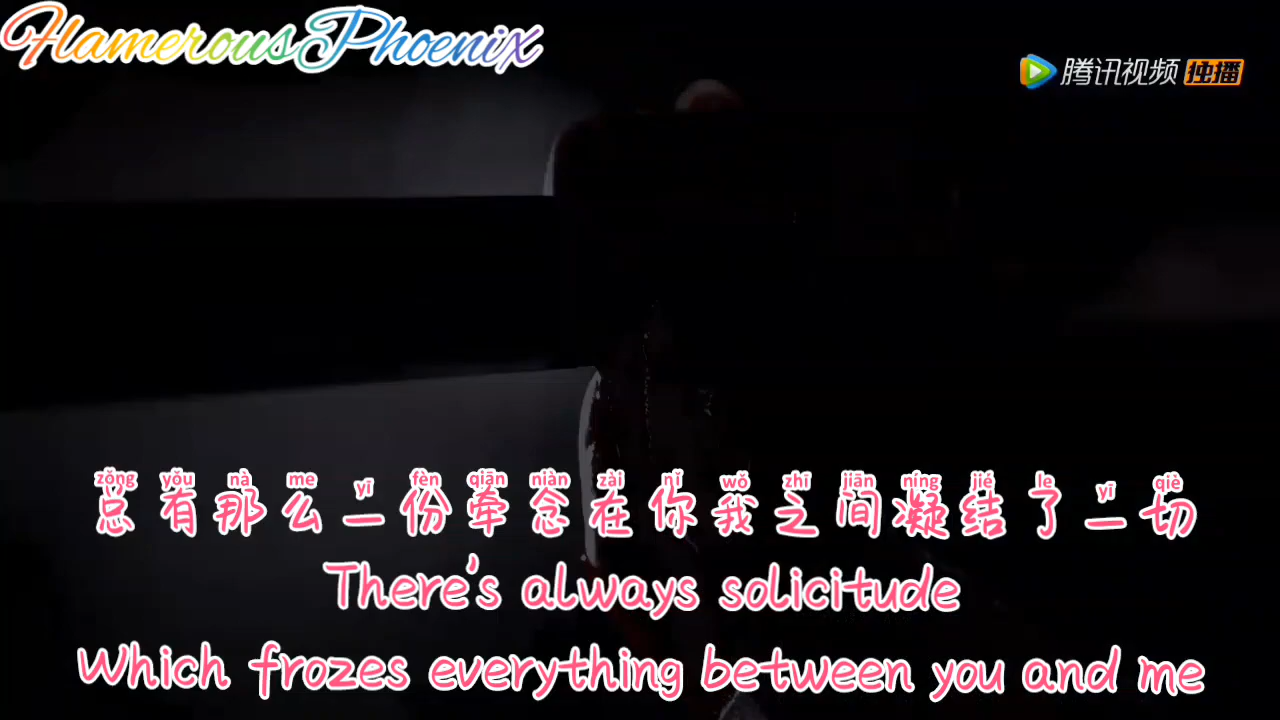 Flamerous Phoenix
腾讯视频 独播
zǒng yǒu nà me yī fèn qiān niàn zài nǐ wǒ zhī jiān níng jié le yī qiè
总有那么一份牵念在你我之间凝结了一切
There's always solicitude
Which frozes everything between you and me